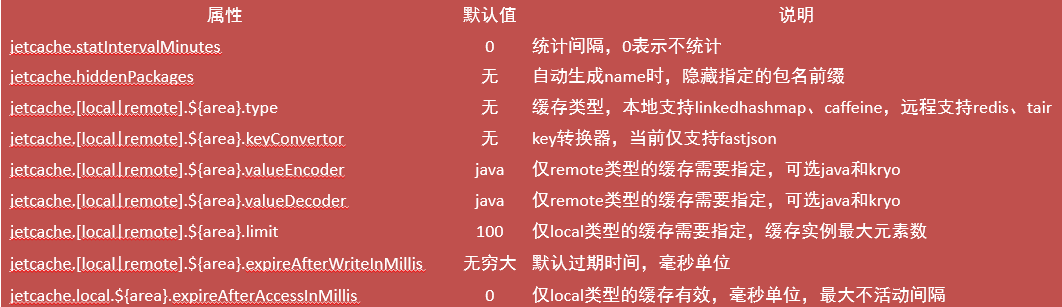 属性 默认值 说明
jetcache.statIntervalMinutes 0 统计间隔，0表示不统计
jetcache.hiddenPackages 无 自动生成name时，隐藏指定的包名前缀
jetcache.[local|remote].${area}.type 无 缓存类型，本地支持linkedhashmap、caffeine，远程支持redis、tair
jetcache.[local|remote].${area}.keyConvertor 无 key转换器，当前仅支持fastjson
jetcache.[local|remote].${area}.valueEncoder java 仅remote类型的缓存需要指定，可选java和kryo
jetcache.[local|remote].${area}.valueDecoder java 仅remote类型的缓存需要指定，可选java和kryo
jetcache.[local|remote].${area}.limit 100 仅local类型的缓存需要指定，缓存实例最大元素数
jetcache.[local|remote].${area}.expireAfterWriteInMillis 无穷大 默认过期时间，毫秒单位
jetcache.local.${area}.expireAfterAccessInMillis 0 仅local类型的缓存有效，毫秒单位，最大不活动间隔